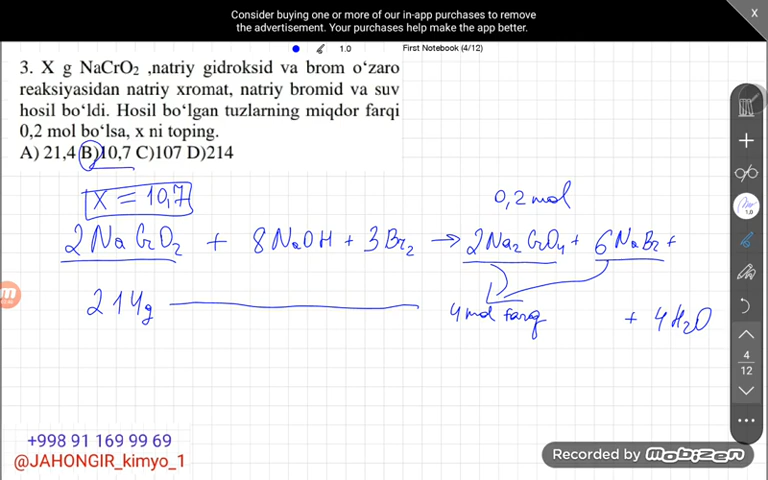 Consider buying one or more of our in-app purchases to remove
the advertisement. Your purchases help make the app better.
X
1.0
First Notebook (4/12)
3. X g NaCrO₂ ,natriy gidroksid va brom o‘zaro
reaksiyasidan natriy xromat, natriy bromid va suv
hosil bo‘ldi. Hosil bo‘lgan tuzlarning miqdor farqi
0,2 mol bo‘lsa, x ni toping.
A) 21,4 B)10,7 C)107 D)214
X = 10,7
0,2 mol
2NaCrO₂ + 8NaOH + 3Br₂ → 2Na₂CrO₄ + 6NaBr +
214g
4 mol farq
+ 4H₂O
1,0
4
12
+998 91 169 99 69
@JAHONGIR_kimyo_1
Recorded by Mobizen